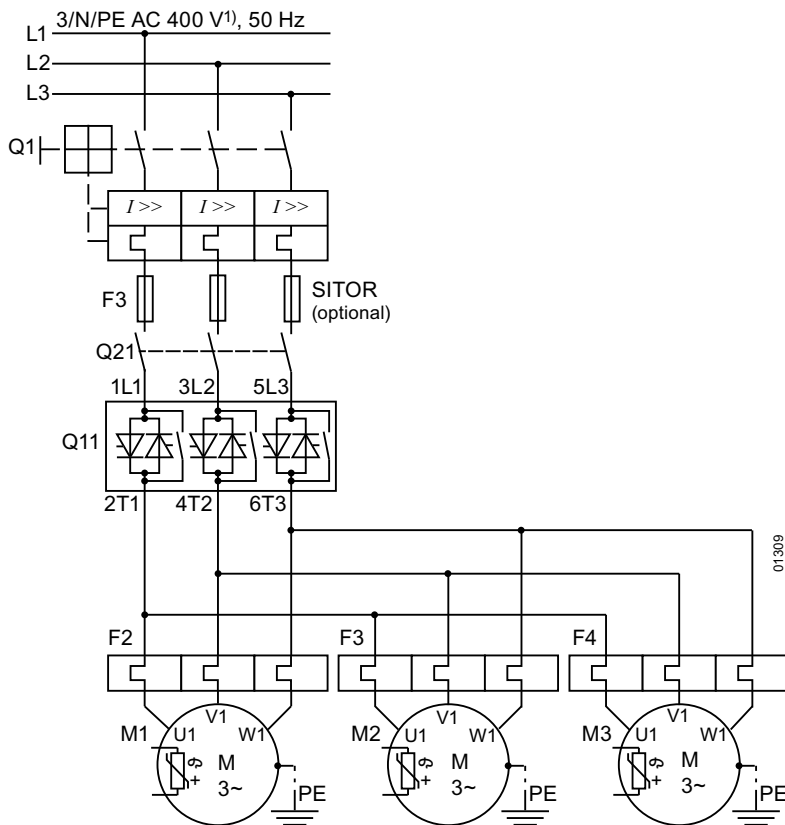 3/N/PE AC 400 V1), 50 Hz
L1
L2
L3
Q1
I >> I >> I >>
F3
SITOR
(optional)
Q21
1L1 3L2 5L3
Q11
2T1 4T2 6T3
01309
F2 F3 F4
M1 U1 V1 W1 M2 U1 V1 W1 M3 U1 V1 W1
ϑ M ϑ M ϑ M
+ 3~ PE + 3~ PE + 3~ PE